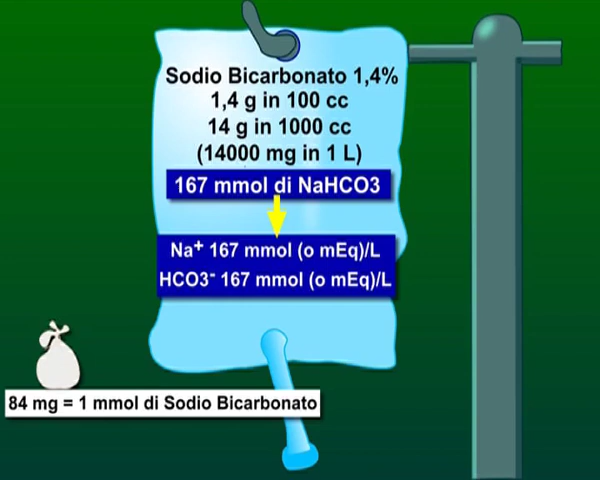 Sodio Bicarbonato 1,4%
1,4 g in 100 cc
14 g in 1000 cc
(14000 mg in 1 L)
167 mmol di NaHCO3
Na⁺ 167 mmol (o mEq)/L
HCO3⁻ 167 mmol (o mEq)/L
84 mg = 1 mmol di Sodio Bicarbonato